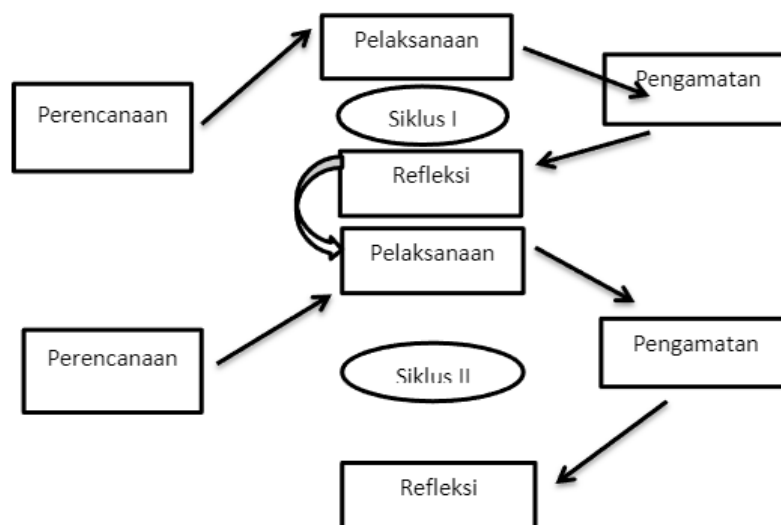 Pelaksanaan
Pengamatan
Perencanaan
Siklus I
Refleksi
Pelaksanaan
Perencanaan
Pengamatan
Siklus II
Refleksi